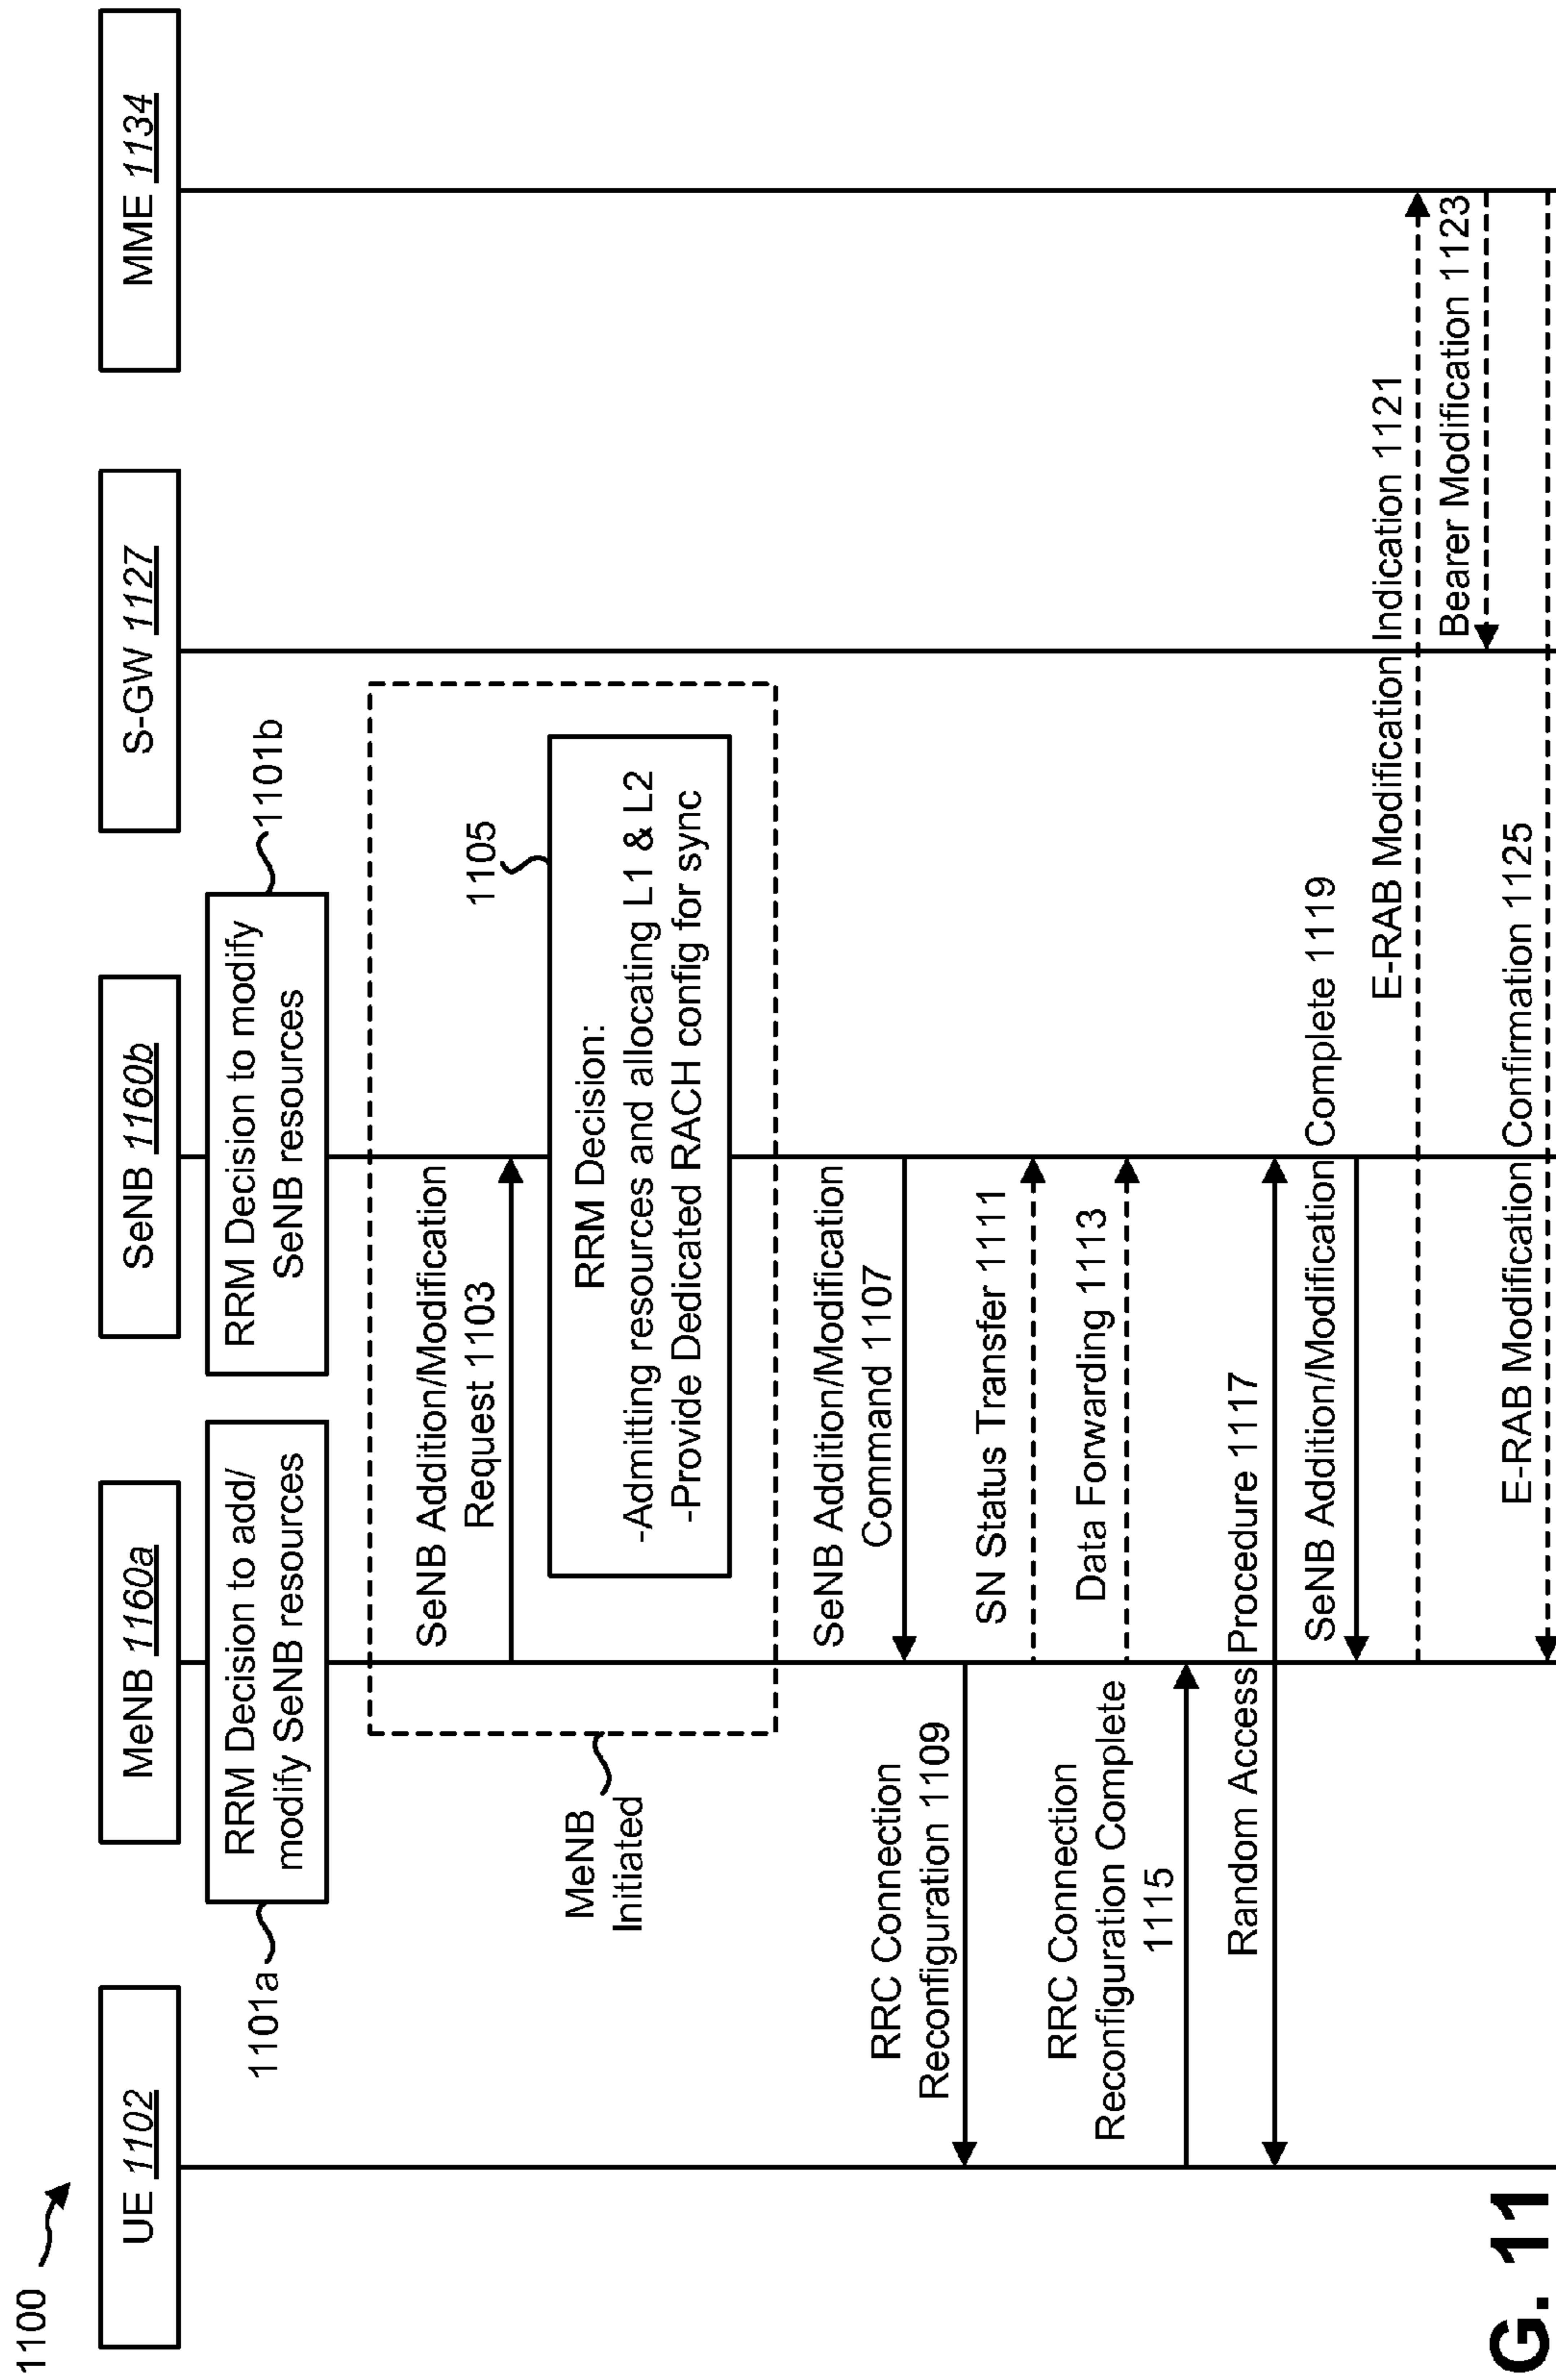 1100
UE 1102
MeNB 1160a
SeNB 1160b
S-GW 1127
MME 1134
1101a
RRM Decision to add/
modify SeNB resources
RRM Decision to modify
SeNB resources
1101b
SeNB Addition/Modification
Request 1103
1105
MeNB
Initiated
RRM Decision:
-Admitting resources and allocating L1 & L2
-Provide Dedicated RACH config for sync
SeNB Addition/Modification
Command 1107
RRC Connection
Reconfiguration 1109
SN Status Transfer 1111
Data Forwarding 1113
RRC Connection
Reconfiguration Complete
1115
Random Access Procedure 1117
SeNB Addition/Modification Complete 1119
E-RAB Modification Indication 1121
Bearer Modification 1123
E-RAB Modification Confirmation 1125
G. 11